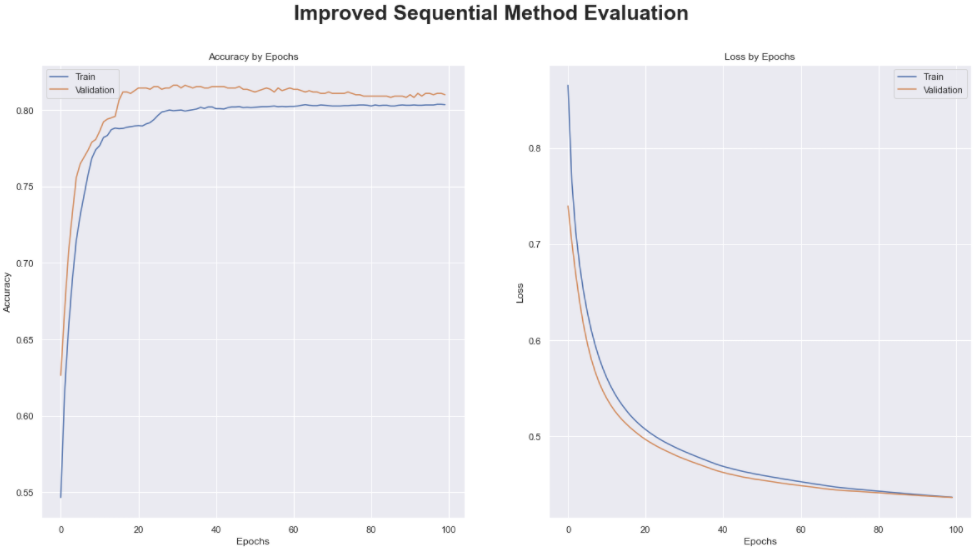 Improved Sequential Method Evaluation
Accuracy by Epochs
Train
Validation
0.80
0.75
0.70
0.65
0.60
0.55
Accuracy
0 20 40 60 80 100
Epochs
Loss by Epochs
Train
Validation
0.8
0.7
0.6
0.5
Loss
0 20 40 60 80 100
Epochs